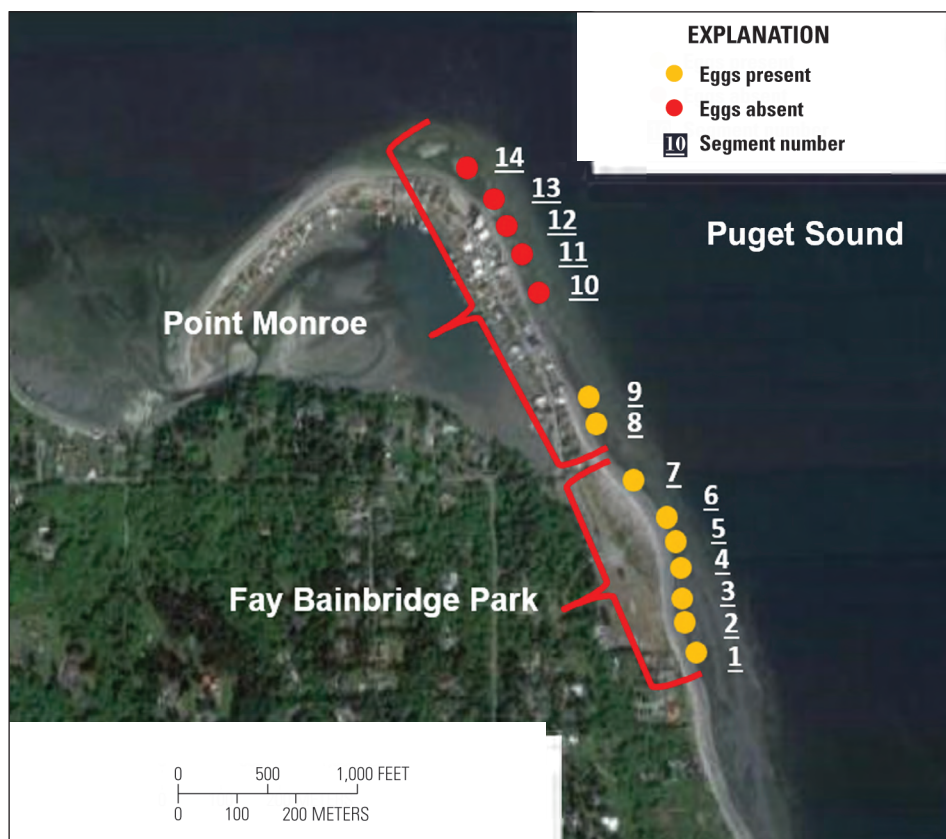 EXPLANATION
Eggs present
Eggs absent
10 Segment number
14
13
12
11
10
Puget Sound
Point Monroe
9
8
7
6
5
4
3
2
1
Fay Bainbridge Park
0 500 1,000 FEET
0 100 200 METERS